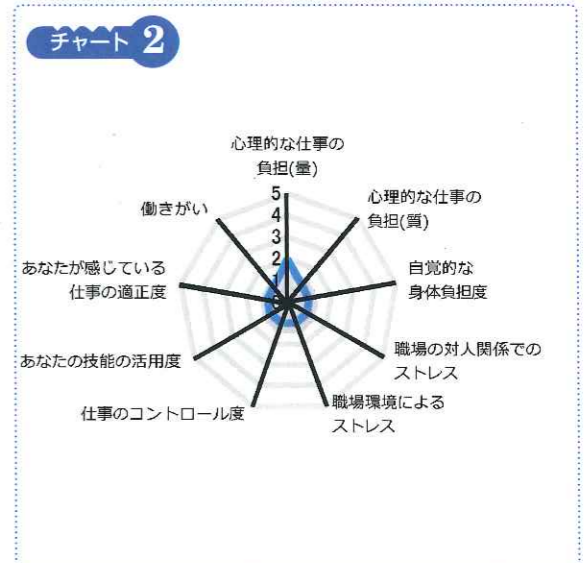 チャート 2
心理的な仕事の
負担(量)
心理的な仕事の
負担(質)
自覚的な
身体負担度
職場の対人関係での
ストレス
職場環境による
ストレス
仕事のコントロール度
あなたの技能の活用度
あなたが感じている
仕事の適正度
働きがい
5
4
3
2
1
0